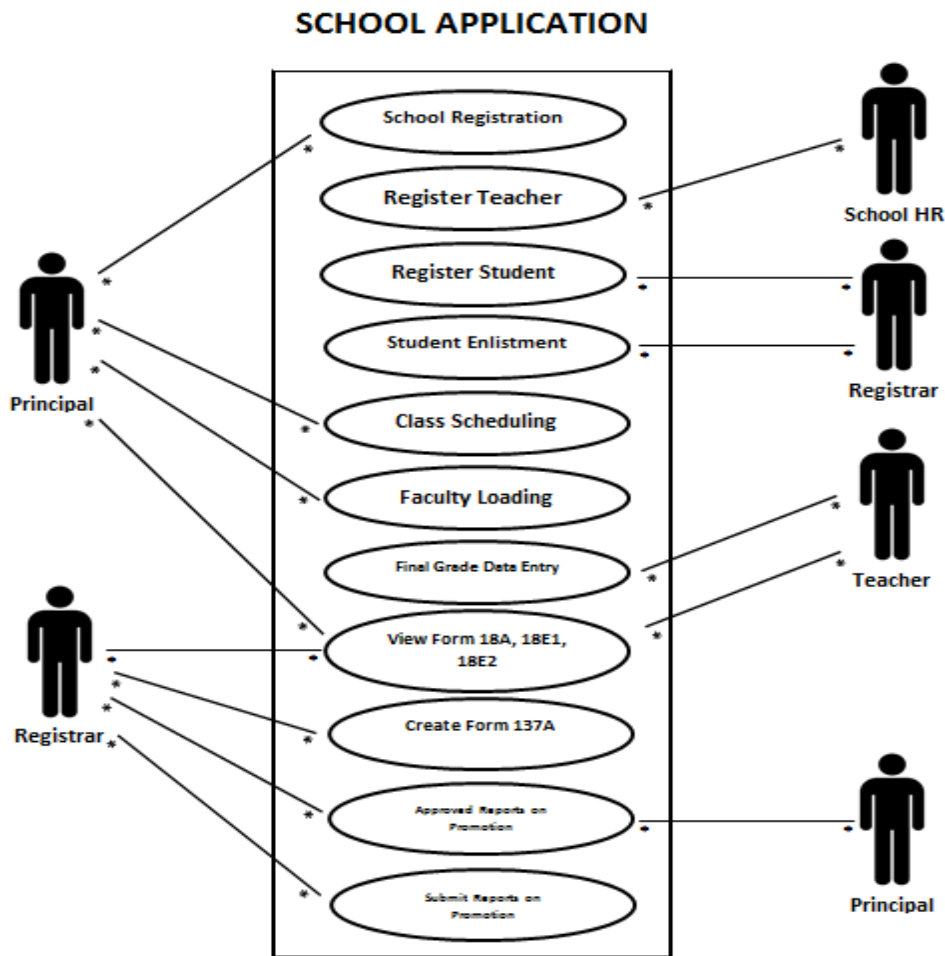 SCHOOL APPLICATION
School Registration
Register Teacher
School HR
Register Student
Student Enlistment
Principal
Registrar
Class Scheduling
Faculty Loading
Final Grade Data Entry
Teacher
View Form 18A, 18E1,
18E2
Create Form 137A
Registrar
Approved Reports on
Promotion
Submit Reports on
Promotion
Principal